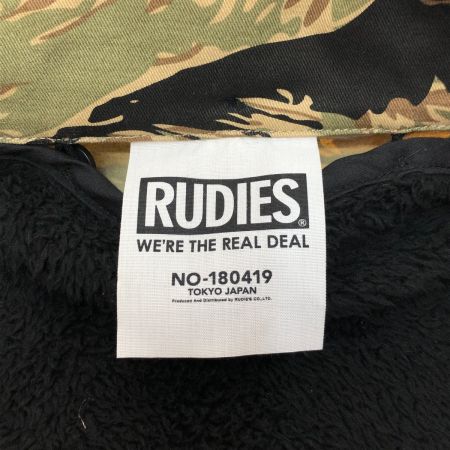 RUDIES®
WE'RE THE REAL DEAL
NO-180419
TOKYO JAPAN
Produced And Distributed by RUDIE'S CO.,LTD.